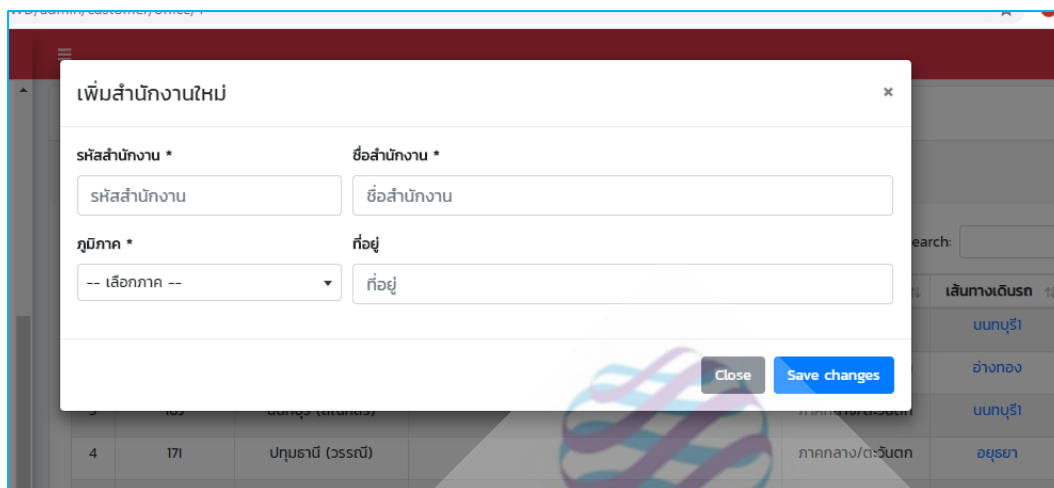 เพิ่มสำนักงานใหม่ ×
รหัสสำนักงาน * ชื่อสำนักงาน *
รหัสสำนักงาน ชื่อสำนักงาน
ภูมิภาค * ที่อยู่
earch:
-- เลือกภาค -- ที่อยู่
เส้นทางเดินรถ
นนทบุรี1
Close Save changes
อ่างทอง
นนทบุรี1
4 171 ปทุมธานี (วรรณี) ภาคกลาง/ตะวันตก อยุธยา